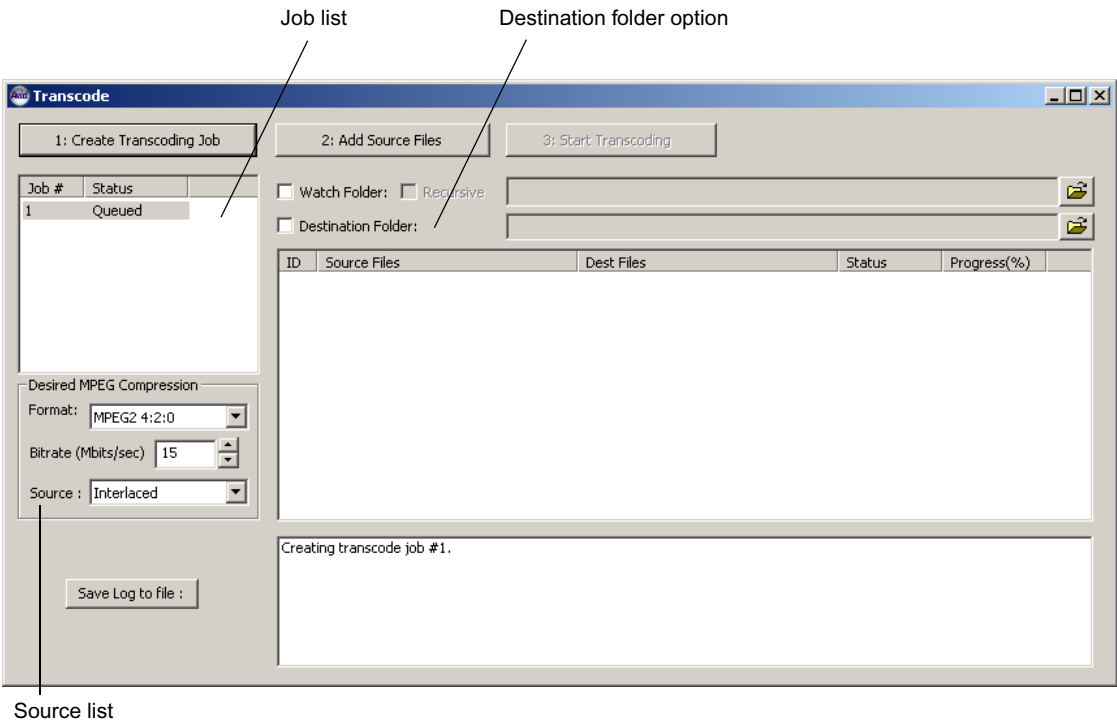 Job list
Destination folder option
Avid
Transcode
1: Create Transcoding Job
2: Add Source Files
3: Start Transcoding
Job #
Status
1
Queued
Watch Folder:
Recursive
Destination Folder:
ID
Source Files
Dest Files
Status
Progress(%)
Desired MPEG Compression
Format:
MPEG2 4:2:0
Bitrate (Mbits/sec)
15
Source :
Interlaced
Creating transcode job #1.
Save Log to file :
Source list